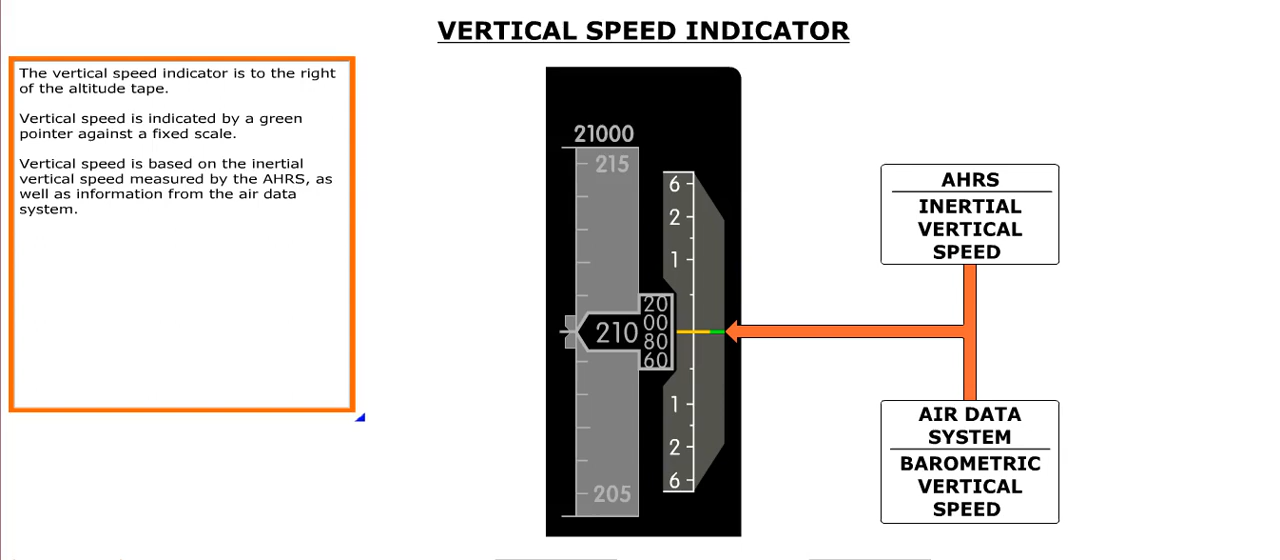 VERTICAL SPEED INDICATOR
The vertical speed indicator is to the right
of the altitude tape.
Vertical speed is indicated by a green
pointer against a fixed scale.
Vertical speed is based on the inertial
vertical speed measured by the AHRS, as
well as information from the air data
system.
21000
215
6
2
1
20
210
00
80
60
1
2
6
205
AHRS
INERTIAL
VERTICAL
SPEED
AIR DATA
SYSTEM
BAROMETRIC
VERTICAL
SPEED